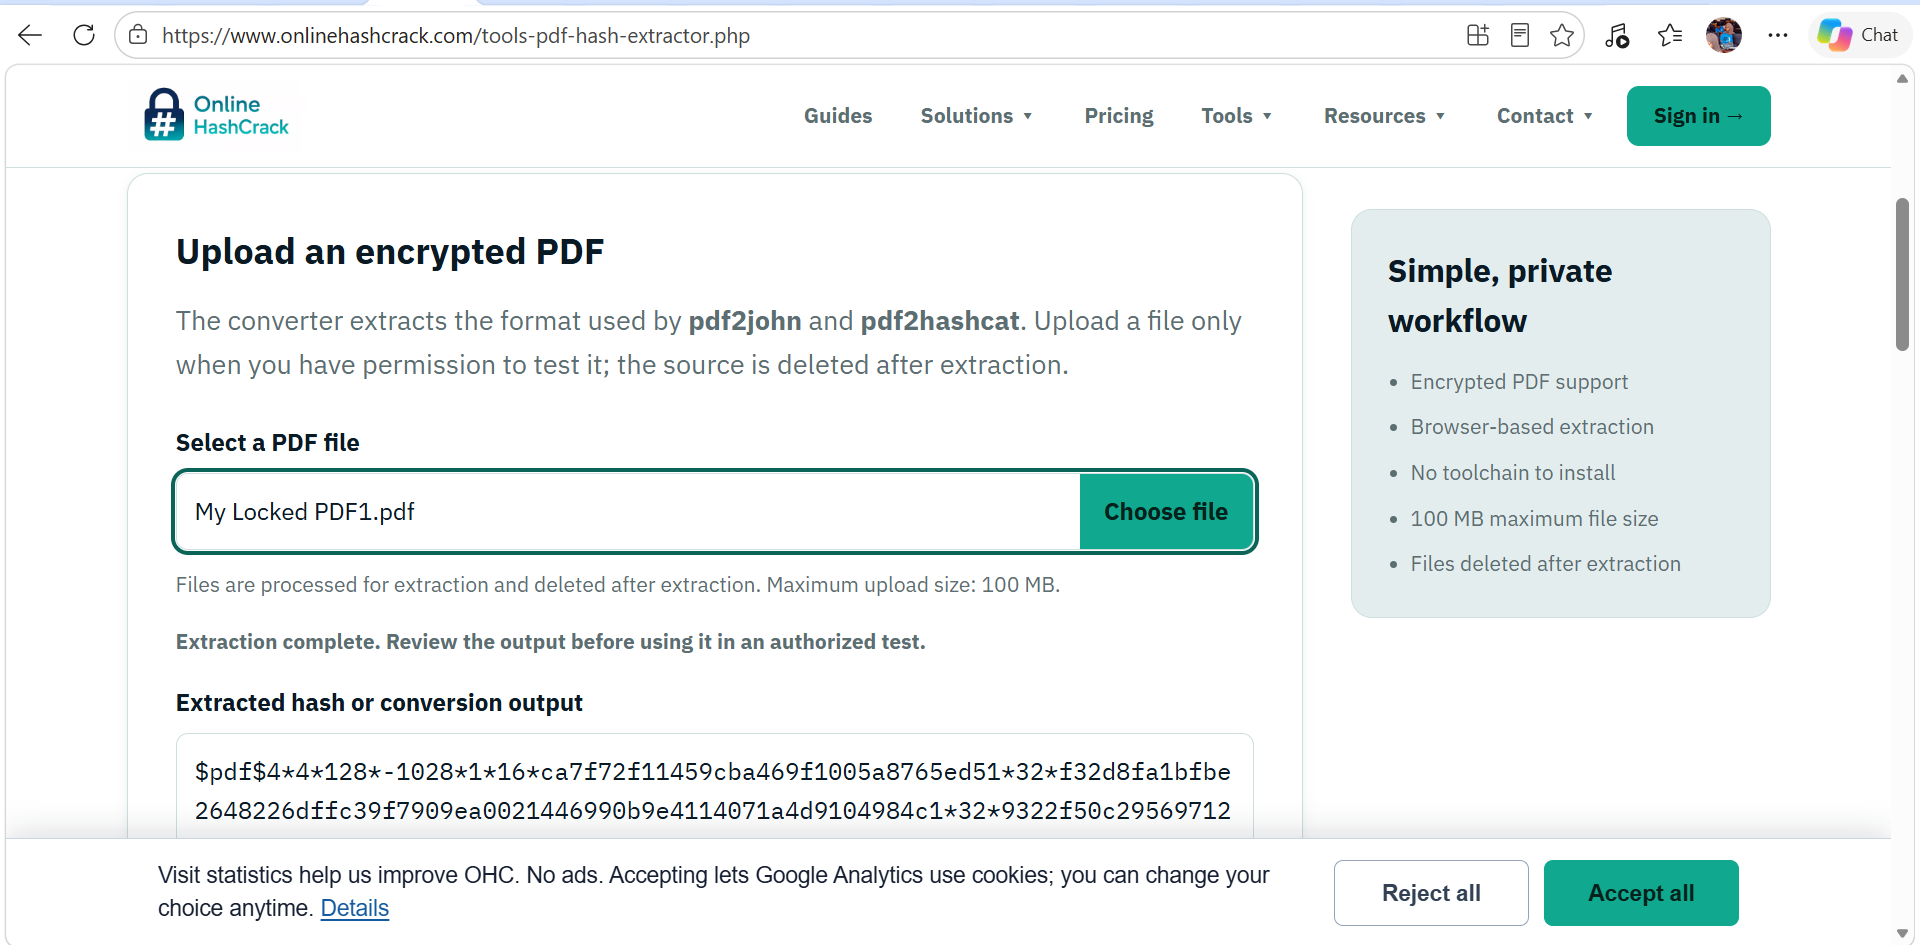 https://www.onlinehashcrack.com/tools-pdf-hash-extractor.php
Chat
Online
HashCrack
#
Guides
Solutions
Pricing
Tools
Resources
Contact
Sign in →
Upload an encrypted PDF
The converter extracts the format used by pdf2john and pdf2hashcat. Upload a file only
when you have permission to test it; the source is deleted after extraction.
Select a PDF file
My Locked PDF1.pdf
Choose file
Files are processed for extraction and deleted after extraction. Maximum upload size: 100 MB.
Extraction complete. Review the output before using it in an authorized test.
Extracted hash or conversion output
$pdf$4*4*128*-1028*1*16*ca7f72f11459cba469f1005a8765ed51*32*f32d8fa1bfbe
2648226dffc39f7909ea0021446990b9e4114071a4d9104984c1*32*9322f50c29569712
Simple, private
workflow
• Encrypted PDF support
• Browser-based extraction
• No toolchain to install
• 100 MB maximum file size
• Files deleted after extraction
Visit statistics help us improve OHC. No ads. Accepting lets Google Analytics use cookies; you can change your
choice anytime. Details
Reject all
Accept all